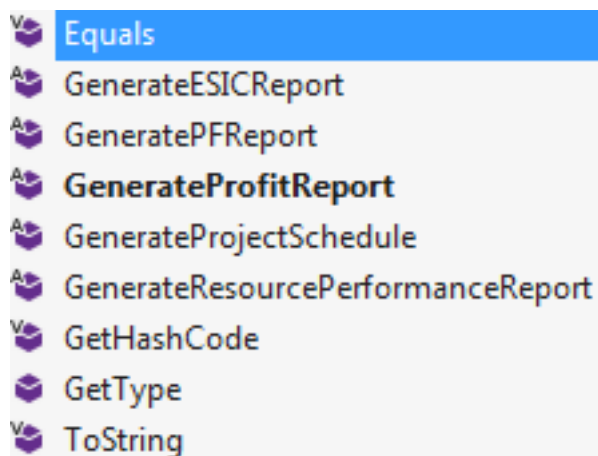 Equals
GenerateESICReport
GeneratePFReport
GenerateProfitReport
GenerateProjectSchedule
GenerateResourcePerformanceReport
GetHashCode
GetType
ToString